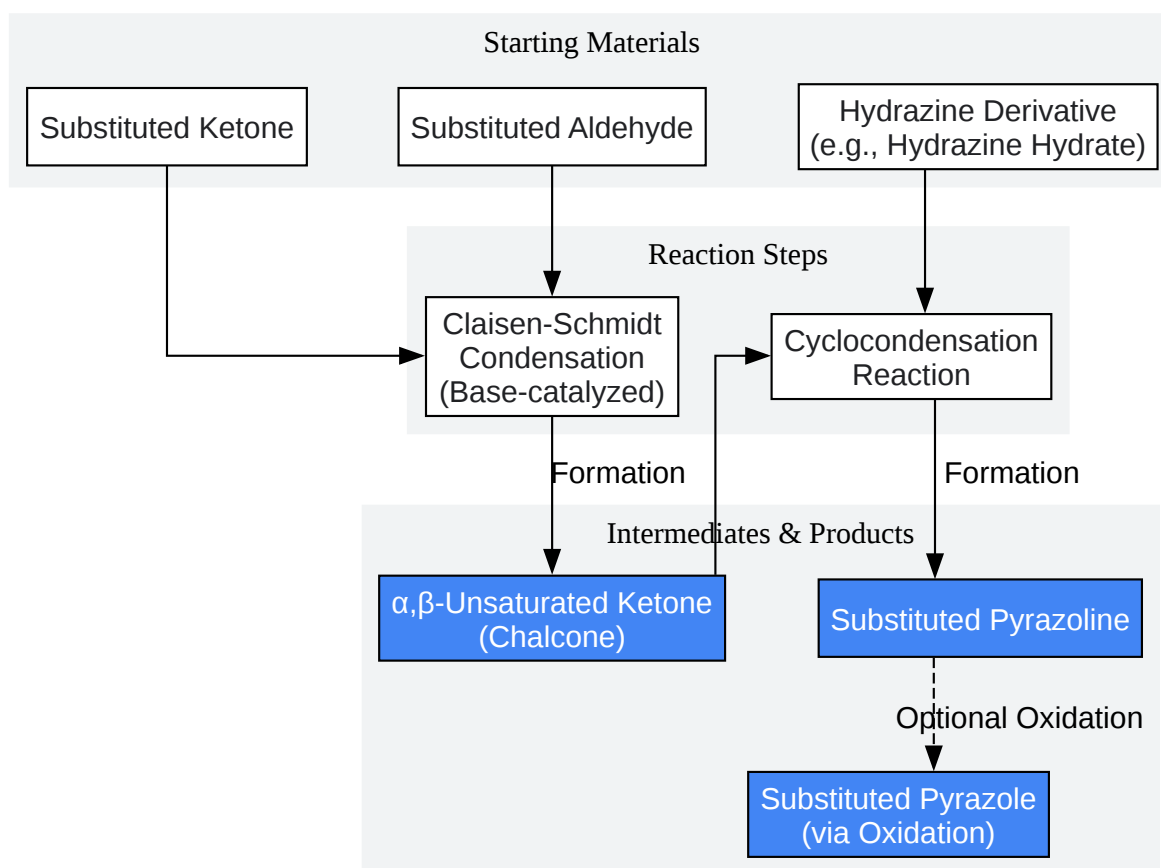 Starting Materials
Substituted Ketone
Substituted Aldehyde
Hydrazine Derivative
(e.g., Hydrazine Hydrate)
Reaction Steps
Claisen-Schmidt
Condensation
(Base-catalyzed)
Cyclocondensation
Reaction
Formation
Formation
Intermediates & Products
α,β-Unsaturated Ketone
(Chalcone)
Substituted Pyrazoline
Optional Oxidation
Substituted Pyrazole
(via Oxidation)